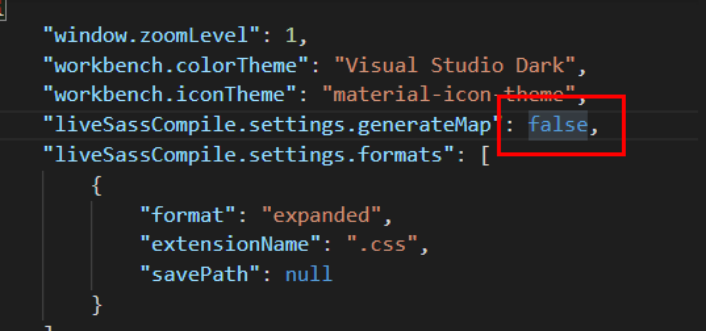 {
"window.zoomLevel": 1,
"workbench.colorTheme": "Visual Studio Dark",
"workbench.iconTheme": "material-icon-theme",
"liveSassCompile.settings.generateMap": false,
"liveSassCompile.settings.formats": [
{
"format": "expanded",
"extensionName": ".css",
"savePath": null
}
]